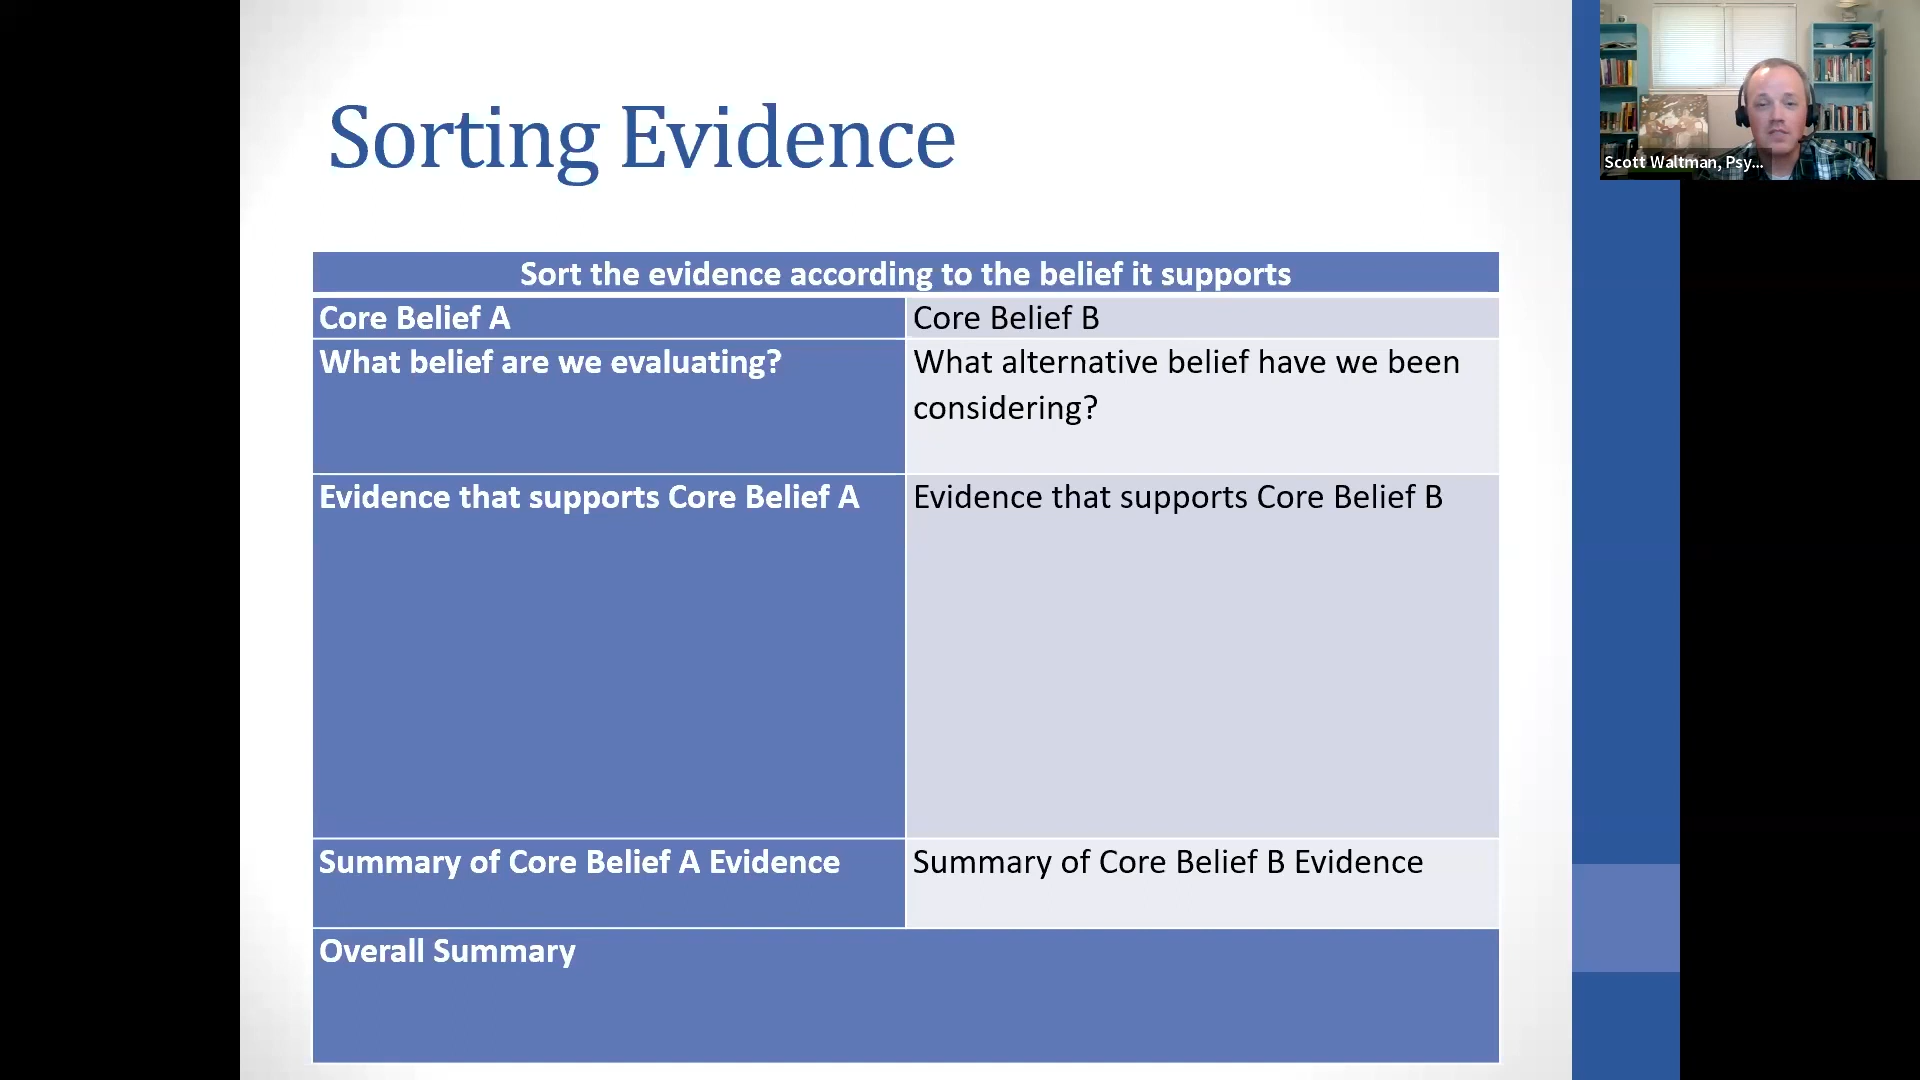 Sorting Evidence
Scott Waltman, Psy...
Sort the evidence according to the belief it supports
Core Belief A
Core Belief B
What belief are we evaluating?
What alternative belief have we been
considering?
Evidence that supports Core Belief A
Evidence that supports Core Belief B
Summary of Core Belief A Evidence
Summary of Core Belief B Evidence
Overall Summary